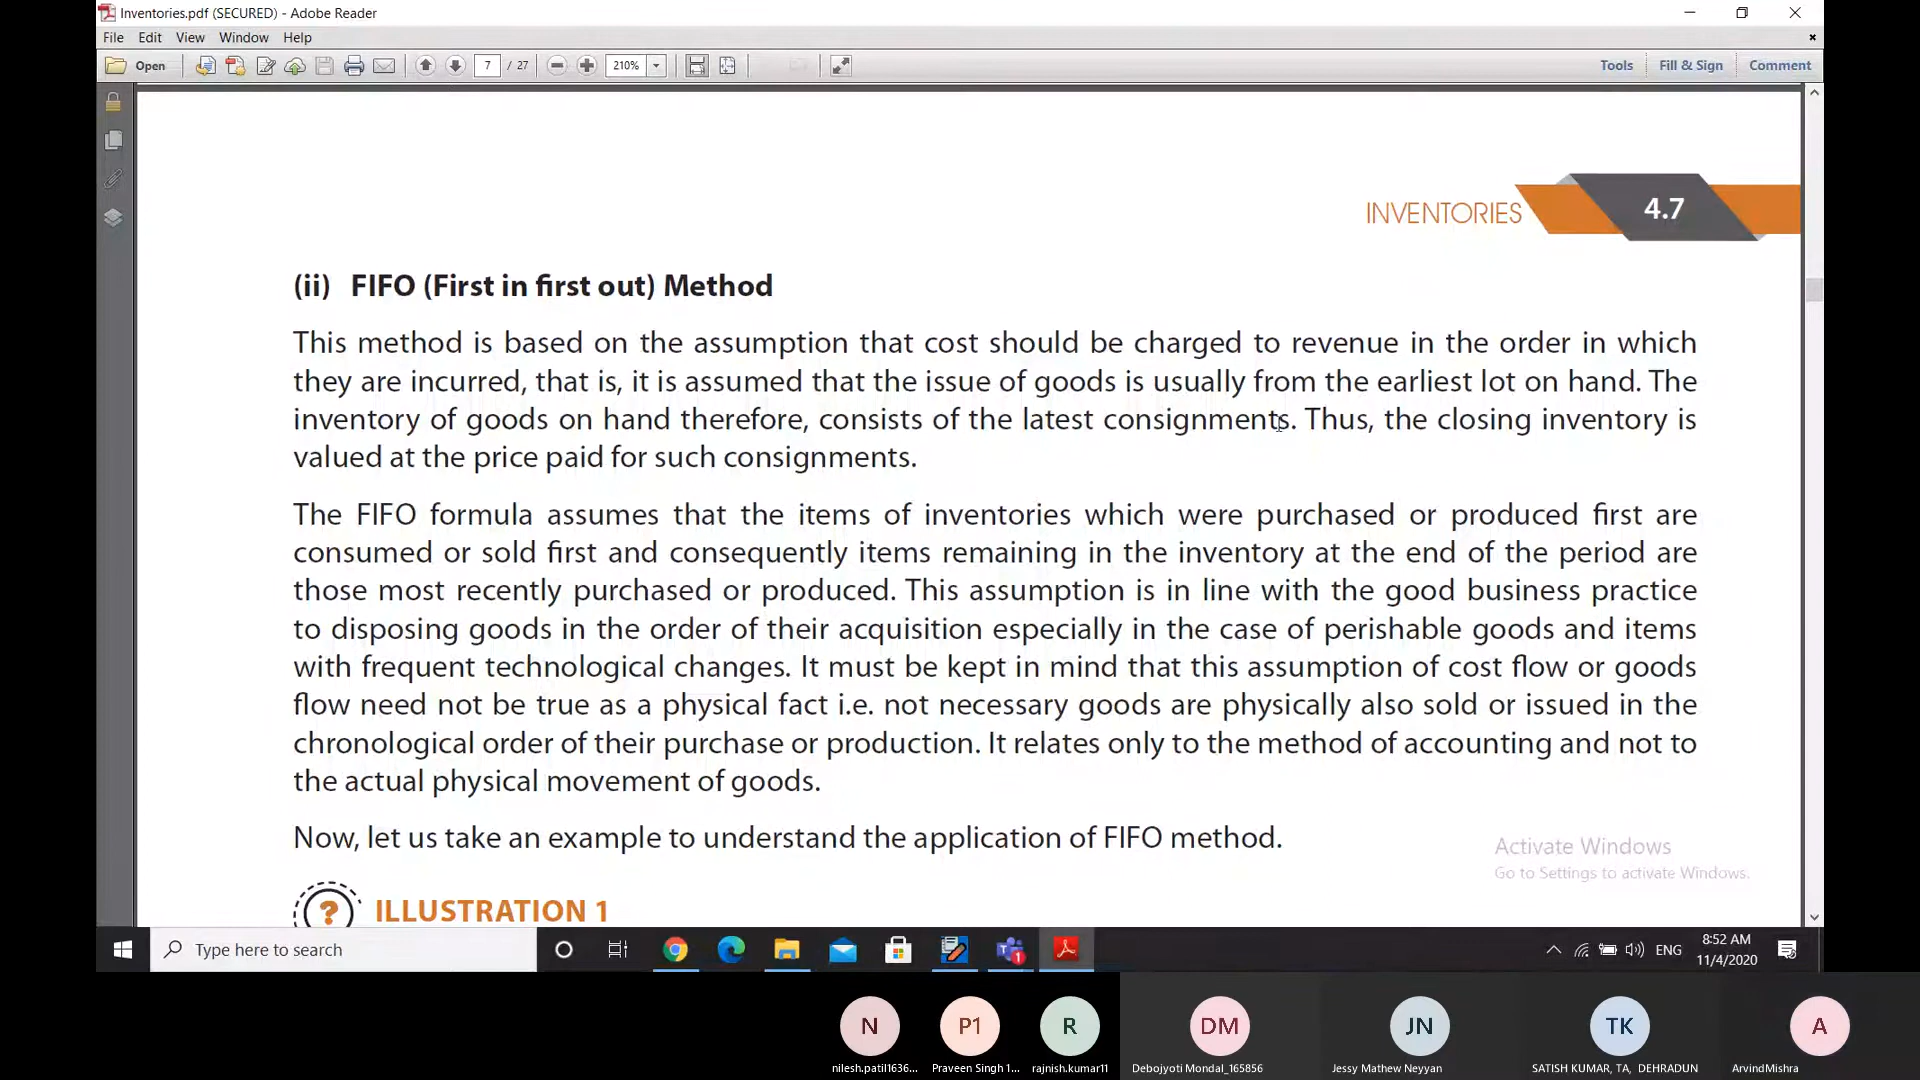 Inventories.pdf (SECURED) - Adobe Reader
File Edit View Window Help
Open 7 / 27 210% Tools Fill & Sign Comment
INVENTORIES 4.7
(ii) FIFO (First in first out) Method
This method is based on the assumption that cost should be charged to revenue in the order in which
they are incurred, that is, it is assumed that the issue of goods is usually from the earliest lot on hand. The
inventory of goods on hand therefore, consists of the latest consignments. Thus, the closing inventory is
valued at the price paid for such consignments.
The FIFO formula assumes that the items of inventories which were purchased or produced first are
consumed or sold first and consequently items remaining in the inventory at the end of the period are
those most recently purchased or produced. This assumption is in line with the good business practice
to disposing goods in the order of their acquisition especially in the case of perishable goods and items
with frequent technological changes. It must be kept in mind that this assumption of cost flow or goods
flow need not be true as a physical fact i.e. not necessary goods are physically also sold or issued in the
chronological order of their purchase or production. It relates only to the method of accounting and not to
the actual physical movement of goods.
Now, let us take an example to understand the application of FIFO method.
Activate Windows
Go to Settings to activate Windows.
? ILLUSTRATION 1
Type here to search
1
ENG
8:52 AM
11/4/2020
N P1 R DM JN TK A
nilesh.patil1636... Praveen Singh 1... rajnish.kumar11 Debojyoti Mondal_165856 Jessy Mathew Neyyan SATISH KUMAR, TA, DEHRADUN ArvindMishra